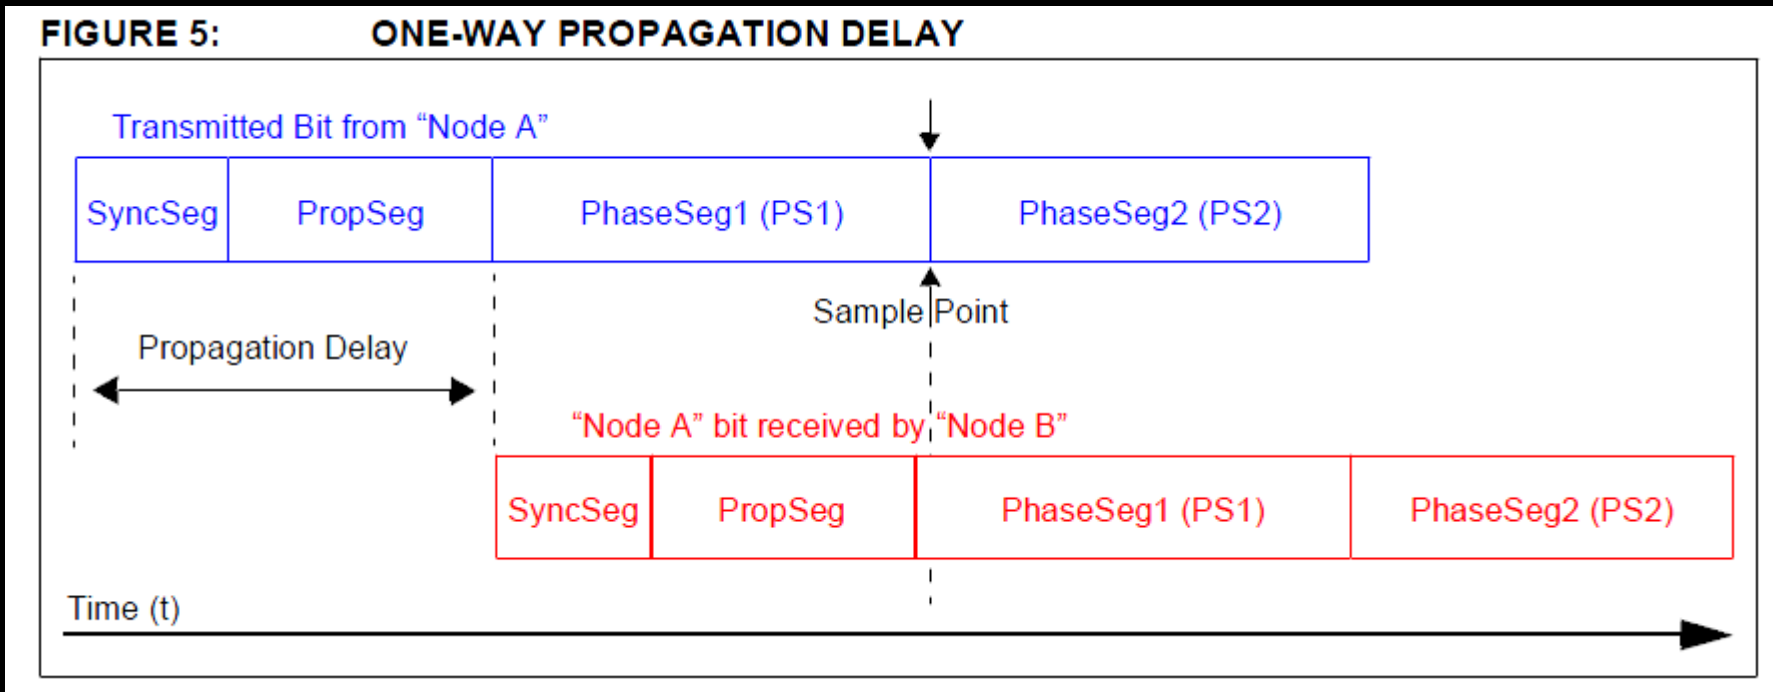 FIGURE 5: ONE-WAY PROPAGATION DELAY
Transmitted Bit from “Node A”
SyncSeg PropSeg PhaseSeg1 (PS1) PhaseSeg2 (PS2)
Sample Point
Propagation Delay
“Node A” bit received by “Node B”
SyncSeg PropSeg PhaseSeg1 (PS1) PhaseSeg2 (PS2)
Time (t)